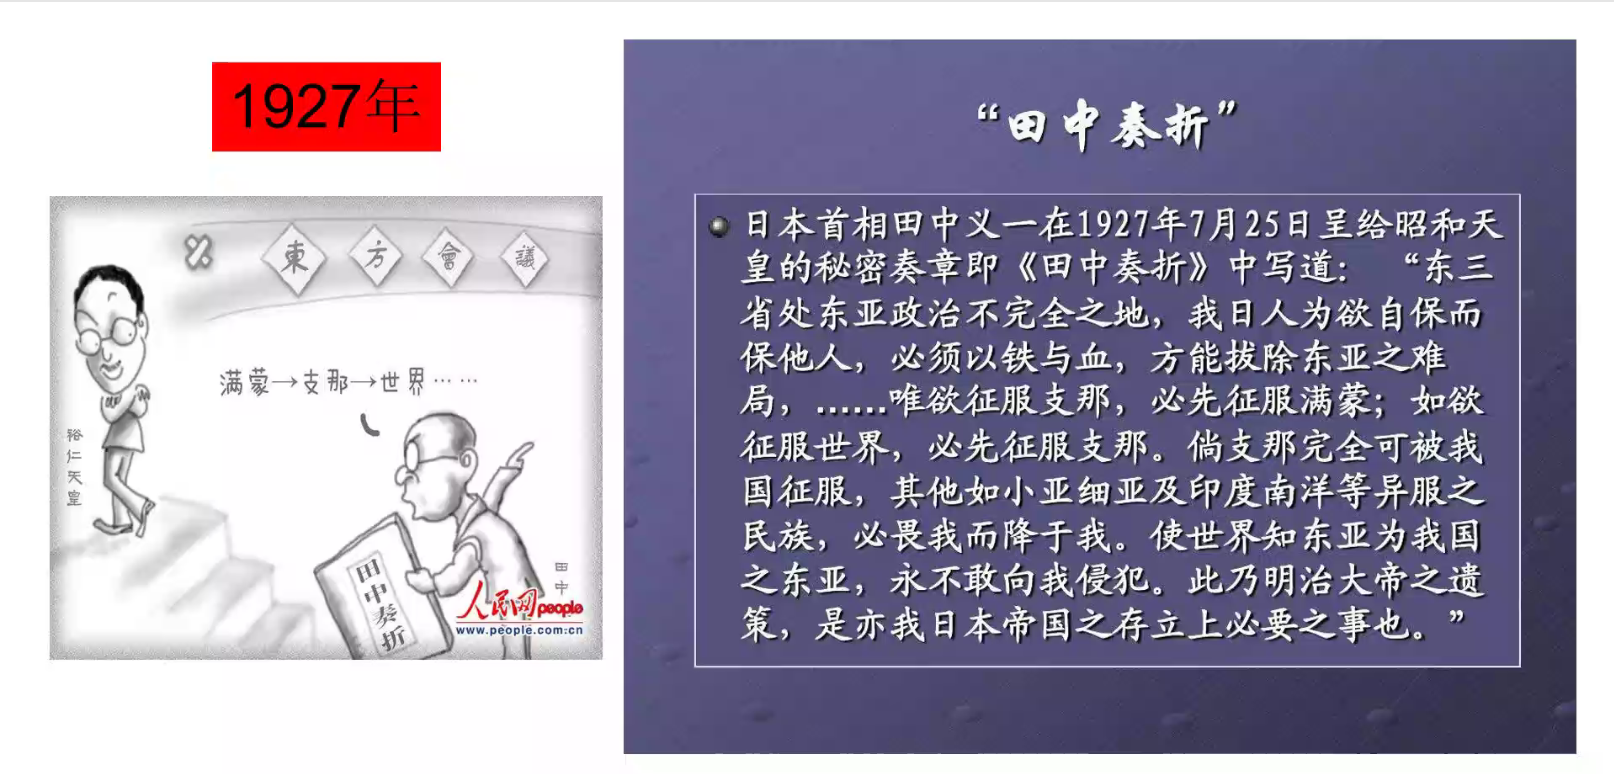 1927年
東方會議
满蒙→支那→世界……
裕仁天皇
田中奏折
田中
人民网people
www.people.com.cn
“田中奏折”
日本首相田中义一在1927年7月25日呈给昭和天
皇的秘密奏章即《田中奏折》中写道：“东三
省处东亚政治不完全之地，我日人为欲自保而
保他人，必须以铁与血，方能拔除东亚之难
局，……唯欲征服支那，必先征服满蒙；如欲
征服世界，必先征服支那。倘支那完全可被我
国征服，其他如小亚细亚及印度南洋等异服之
民族，必畏我而降于我。使世界知东亚为我国
之东亚，永不敢向我侵犯。此乃明治大帝之遗
策，是亦我日本帝国之存立上必要之事也。”